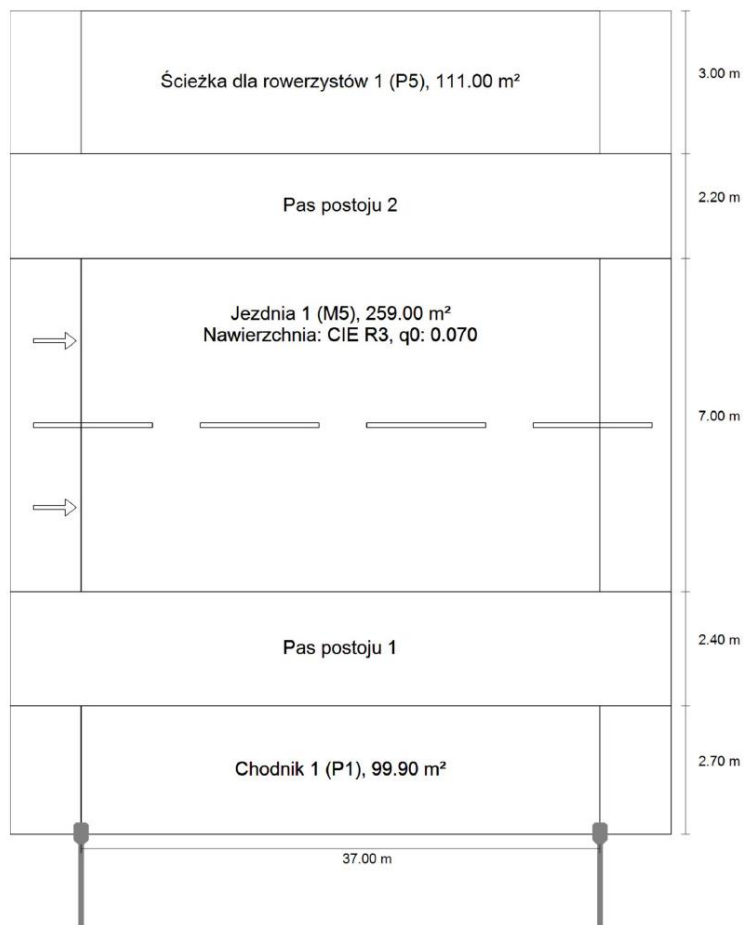 Ścieżka dla rowerzystów 1 (P5), 111.00 m²
3.00 m
Pas postoju 2
2.20 m
Jezdnia 1 (M5), 259.00 m²
Nawierzchnia: CIE R3, q0: 0.070
7.00 m
Pas postoju 1
2.40 m
Chodnik 1 (P1), 99.90 m²
2.70 m
37.00 m